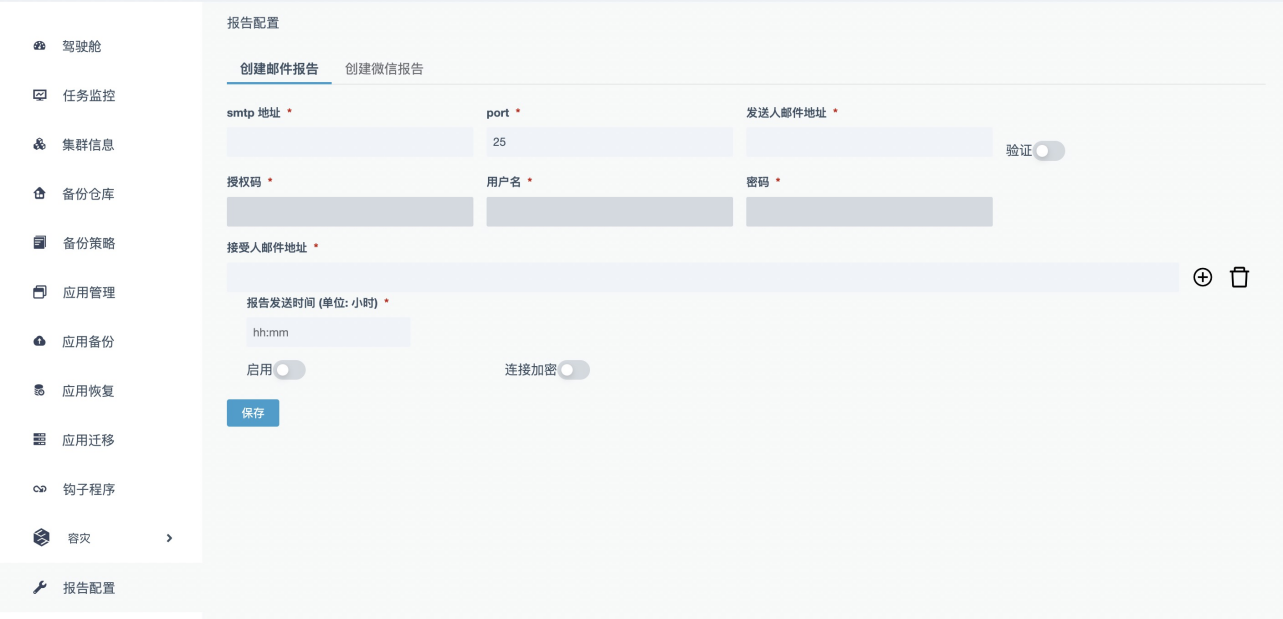 报告配置
驾驶舱
任务监控
集群信息
备份仓库
备份策略
应用管理
应用备份
应用恢复
应用迁移
钩子程序
容灾
报告配置
创建邮件报告 创建微信报告
smtp 地址 * port * 发送人邮件地址 *
25
验证
授权码 * 用户名 * 密码 *
接受人邮件地址 *
报告发送时间 (单位: 小时) *
hh:mm
启用 连接加密
保存